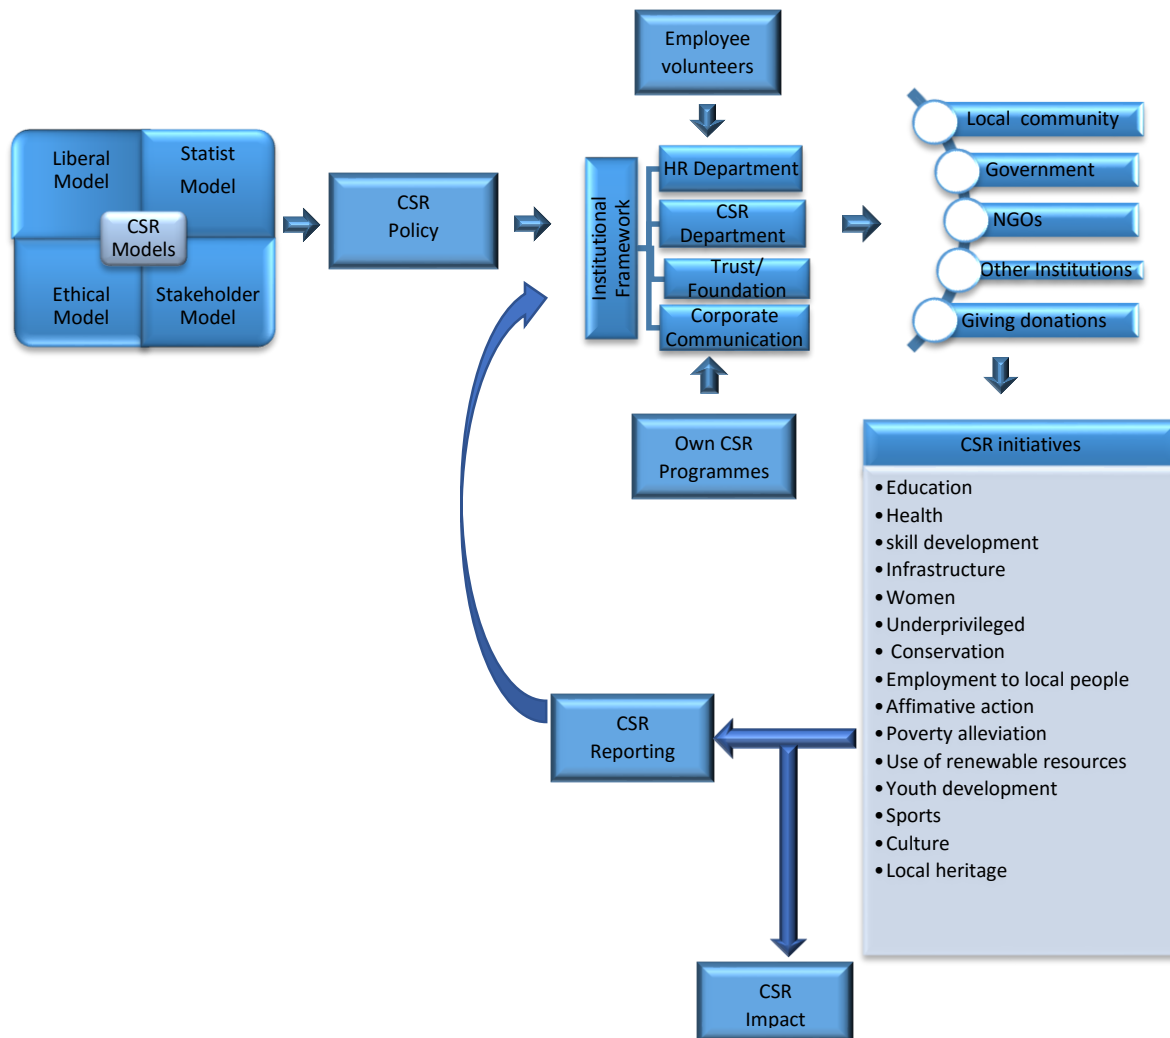 Employee
volunteers
Liberal
Model
Statist
Model
CSR
Models
Ethical
Model
Stakeholder
Model
CSR
Policy
Institutional
Framework
HR Department
CSR
Department
Trust/
Foundation
Corporate
Communication
Own CSR
Programmes
Local community
Government
NGOs
Other Institutions
Giving donations
CSR initiatives
•Education
•Health
•skill development
•Infrastructure
•Women
•Underprivileged
• Conservation
•Employment to local people
•Affimative action
•Poverty alleviation
•Use of renewable resources
•Youth development
•Sports
•Culture
•Local heritage
CSR
Reporting
CSR
Impact